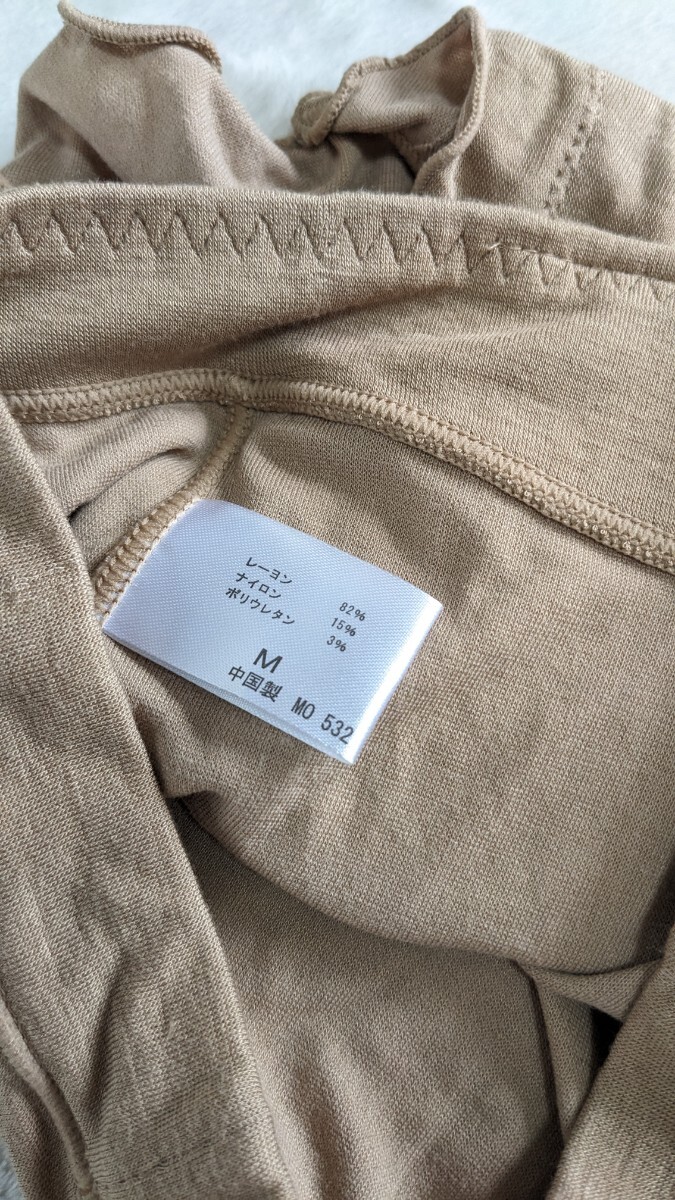 レーヨン 82%
ナイロン 15%
ポリウレタン 3%
M
中国製 MO 532